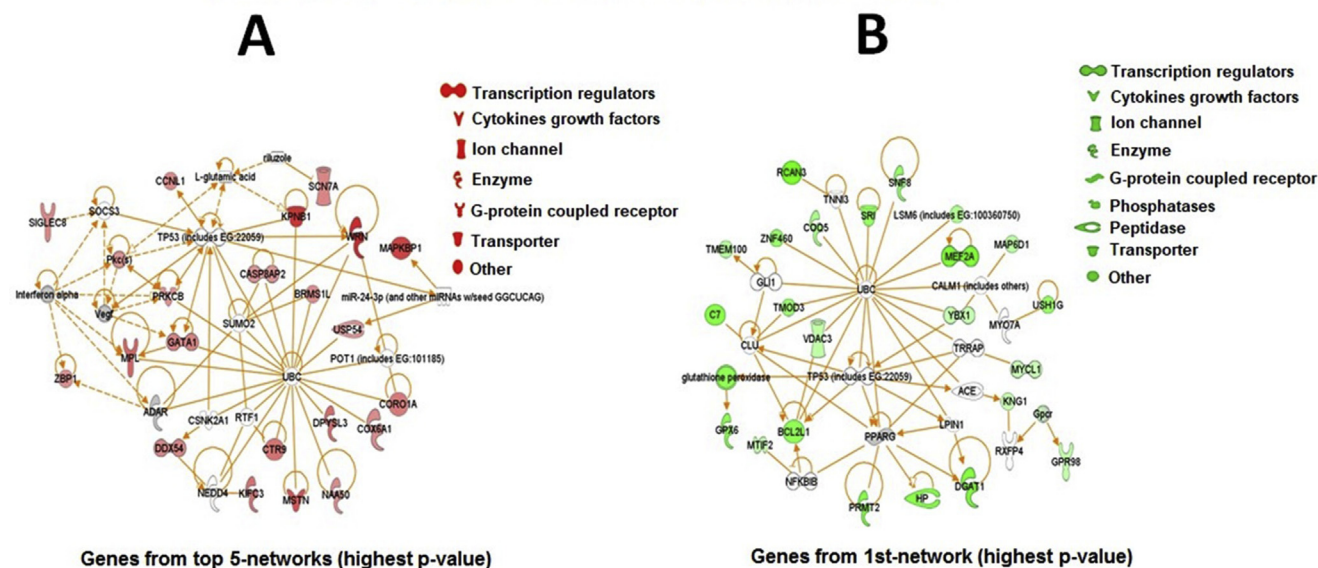 A
B
Transcription regulators
Cytokines growth factors
Ion channel
Enzyme
G-protein coupled receptor
Transporter
Other
riluzole
L-glutamic acid
CCNL1
SCN7A
SIGLEC8
SOCS3
KPNB1
TP53 (includes EG:22059)
WRN
MAPKBP1
Pkc(s)
CASP8AP2
Interferon alpha
PRKCB
BRMS1L
miR-24-3p (and other miRNAs w/seed GGCUCAG)
Vegf
SUMO2
USP54
GATA1
MPL
POT1 (includes EG:101185)
ZBP1
UBC
ADAR
CORO1A
CSNK2A1
RTF1
DPYSL3
COX6A1
DDX54
CTR9
NEDD4
KIFC3
MSTN
NAA50
Genes from top 5-networks (highest p-value)
Transcription regulators
Cytokines growth factors
Ion channel
Enzyme
G-protein coupled receptor
Phosphatases
Peptidase
Transporter
Other
RCAN3
SNF8
TNNI3
SRI
LSM6 (includes EG:100360750)
COQ5
ZNF460
MAP6D1
TMEM100
MEF2A
GLI1
UBC
CALM1 (includes others)
TMOD3
USH1G
C7
YBX1
MYO7A
VDAC3
CLU
TRRAP
MYCL1
glutathione peroxidase
TP53 (includes EG:22059)
ACE
KNG1
Gpcr
GPX6
BCL2L1
PPARG
LPIN1
MTIF2
RXFP4
GPR98
NFKBIB
DGAT1
HP
PRMT2
Genes from 1st-network (highest p-value)